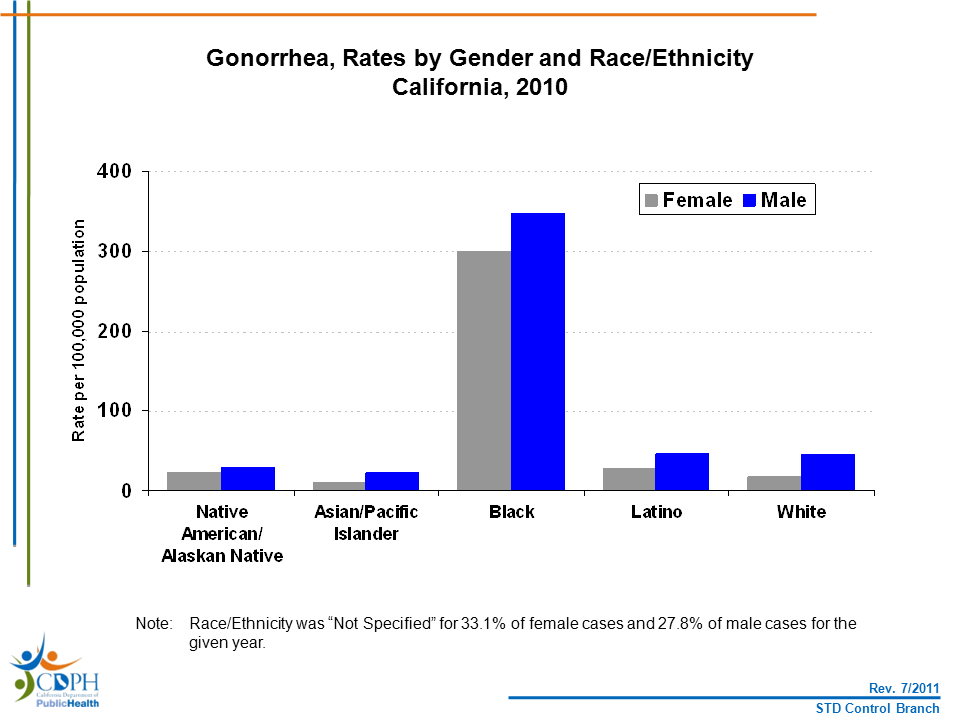 Gonorrhea, Rates by Gender and Race/Ethnicity
California, 2010
400
300
200
100
0
Rate per 100,000 population
Female Male
Native
American/
Alaskan Native
Asian/Pacific
Islander
Black
Latino
White
Note: Race/Ethnicity was “Not Specified” for 33.1% of female cases and 27.8% of male cases for the
given year.
CDPH
California Department of
PublicHealth
Rev. 7/2011
STD Control Branch